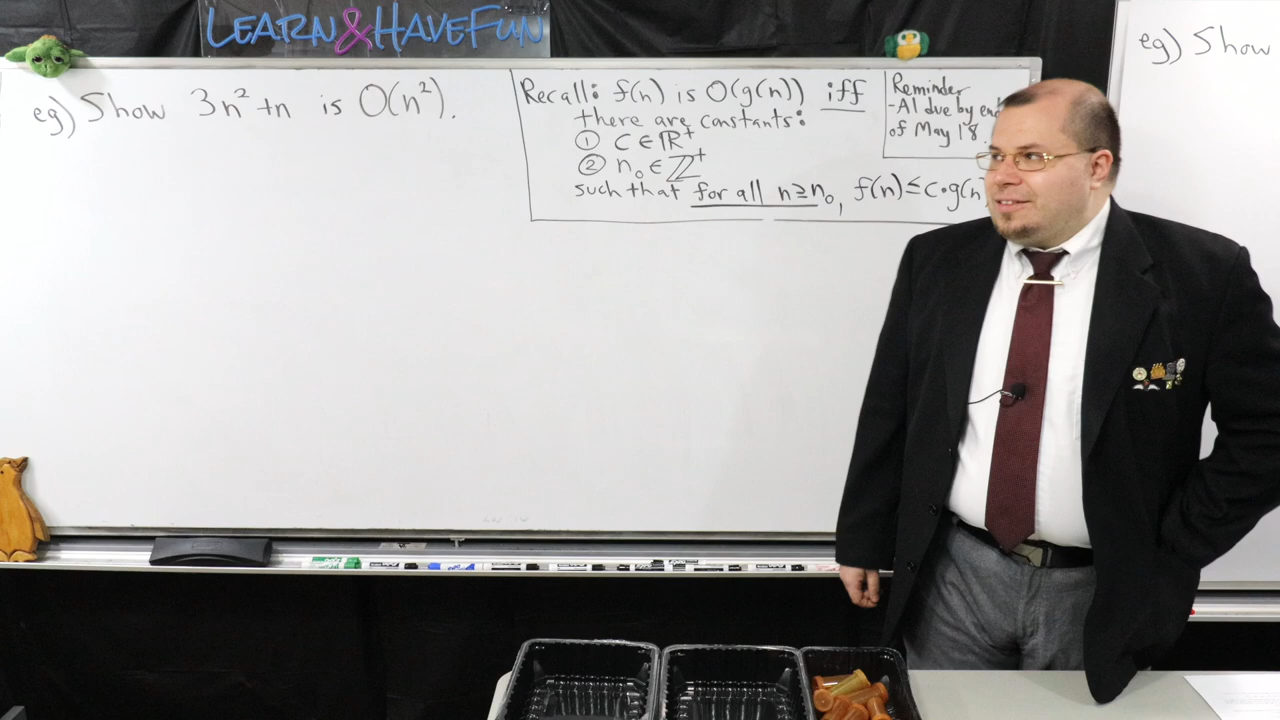 LEARN&HAVEFUN
eg) Show 3n² + n is O(n²).
Recall: f(n) is O(g(n)) iff
there are constants:
① C ∈ ℝ⁺
② n₀ ∈ ℤ⁺
such that for all n ≥ n₀, f(n) ≤ c·g(n
Reminder
-A1 due by en
of May 18.
eg) Show